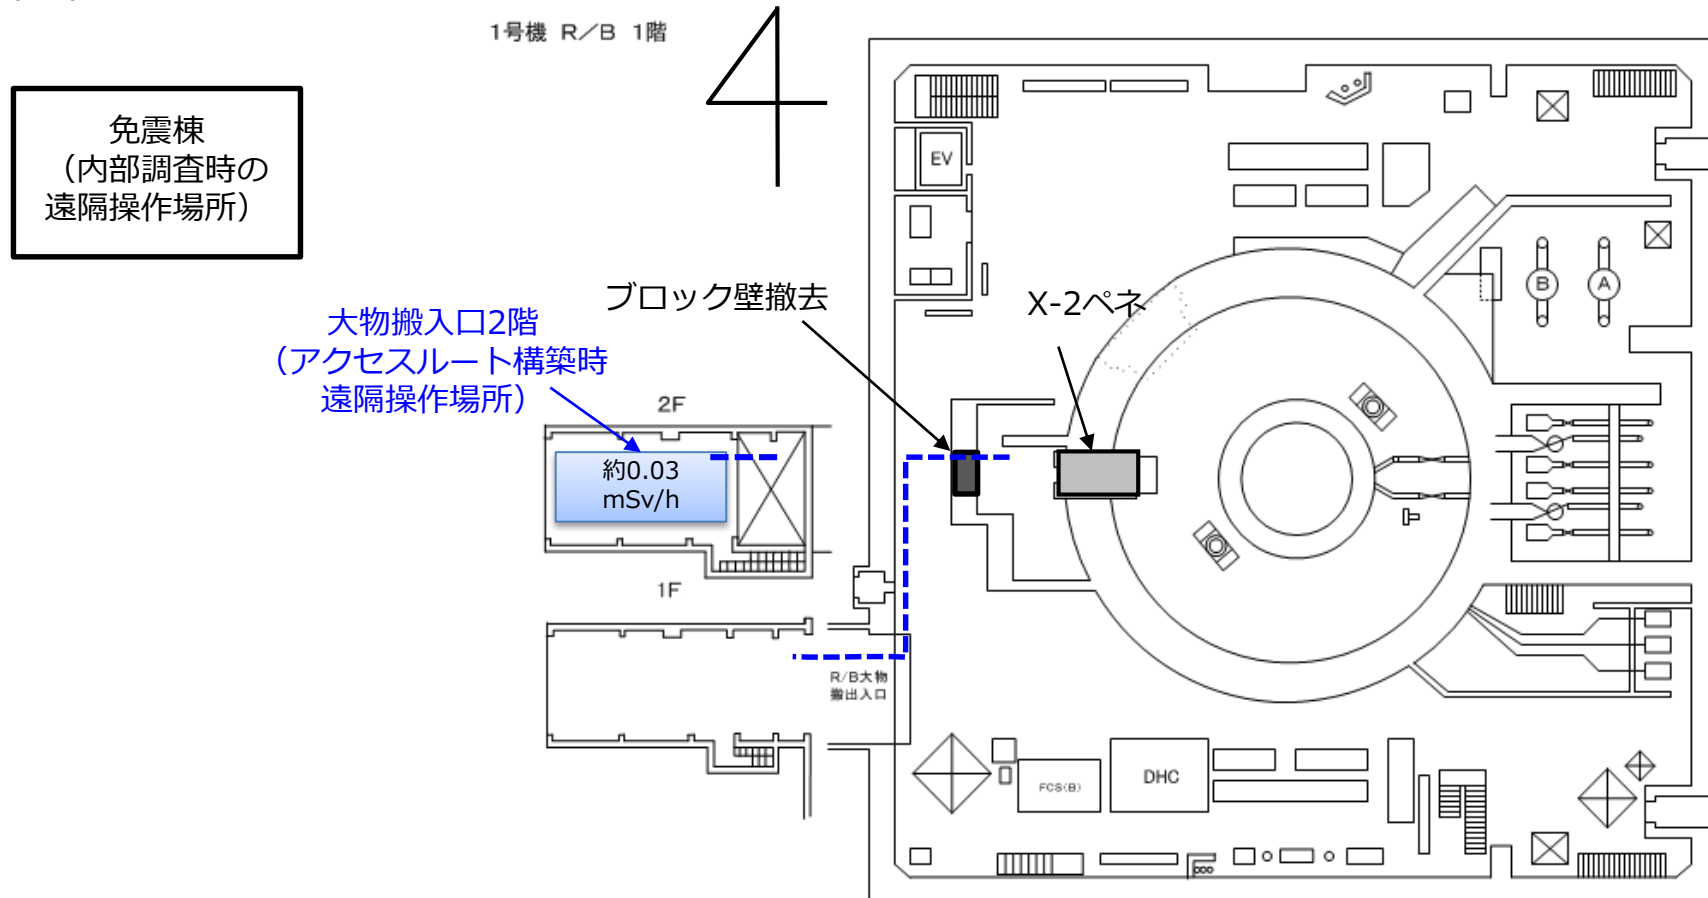 1号機 R/B 1階
免震棟
(内部調査時の
遠隔操作場所)
ブロック壁撤去
X-2ペネ
大物搬入口2階
(アクセスルート構築時
遠隔操作場所)
EV
B
A
2F
約0.03
mSv/h
1F
R/B大物
搬出入口
FCS(B)
DHC